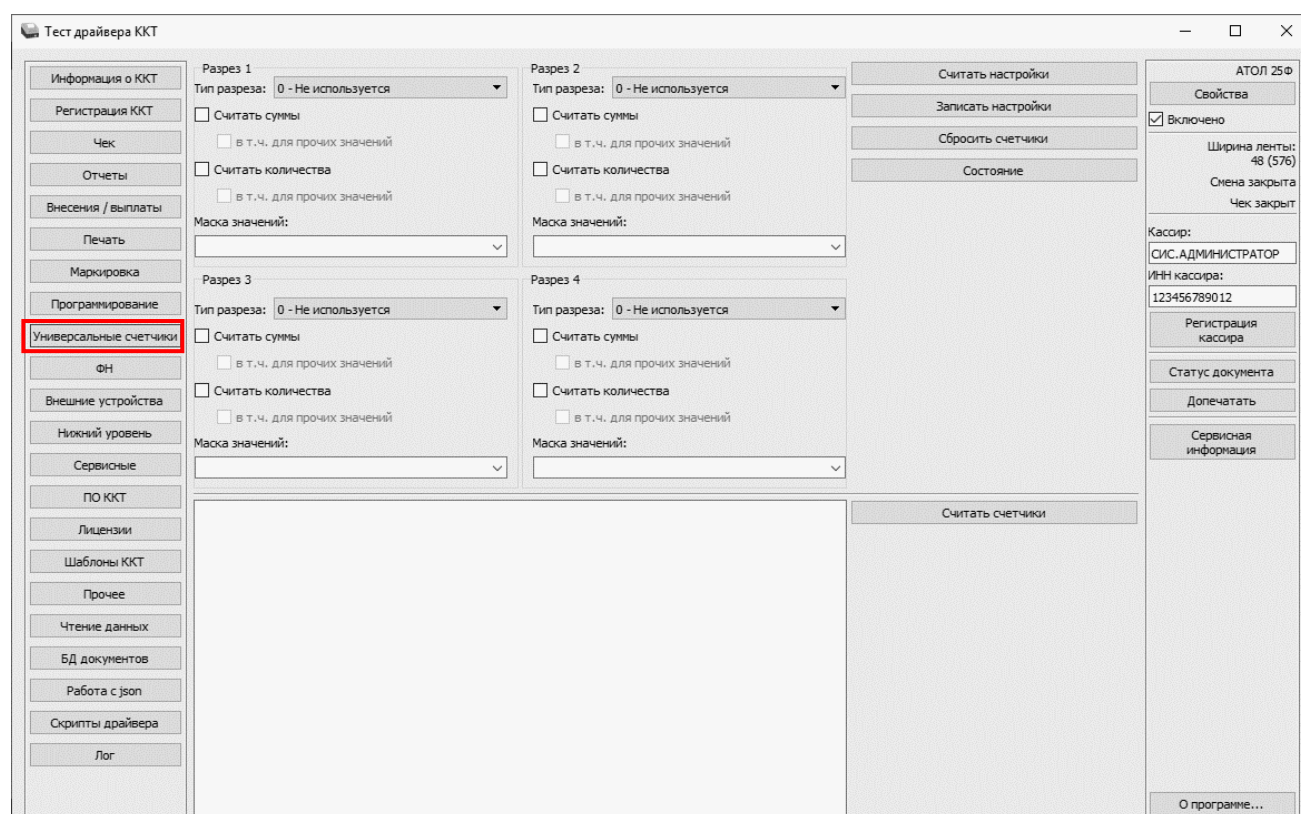 Тест драйвера ККТ
Информация о ККТ
Регистрация ККТ
Чек
Отчеты
Внесения / выплаты
Печать
Маркировка
Программирование
Универсальные счетчики
ФН
Внешние устройства
Нижний уровень
Сервисные
ПО ККТ
Лицензии
Шаблоны ККТ
Прочее
Чтение данных
БД документов
Работа с json
Скрипты драйвера
Лог
Разрез 1
Тип разреза: 0 - Не используется
Считать суммы
в т.ч. для прочих значений
Считать количества
в т.ч. для прочих значений
Маска значений:
Разрез 2
Тип разреза: 0 - Не используется
Считать суммы
в т.ч. для прочих значений
Считать количества
в т.ч. для прочих значений
Маска значений:
Разрез 3
Тип разреза: 0 - Не используется
Считать суммы
в т.ч. для прочих значений
Считать количества
в т.ч. для прочих значений
Маска значений:
Разрез 4
Тип разреза: 0 - Не используется
Считать суммы
в т.ч. для прочих значений
Считать количества
в т.ч. для прочих значений
Маска значений:
Считать настройки
Записать настройки
Сбросить счетчики
Состояние
Считать счетчики
АТОЛ 25Ф
Свойства
Включено
Ширина ленты:
48 (576)
Смена закрыта
Чек закрыт
Кассир:
СИС.АДМИНИСТРАТОР
ИНН кассира:
123456789012
Регистрация
кассира
Статус документа
Допечатать
Сервисная
информация
О программе...